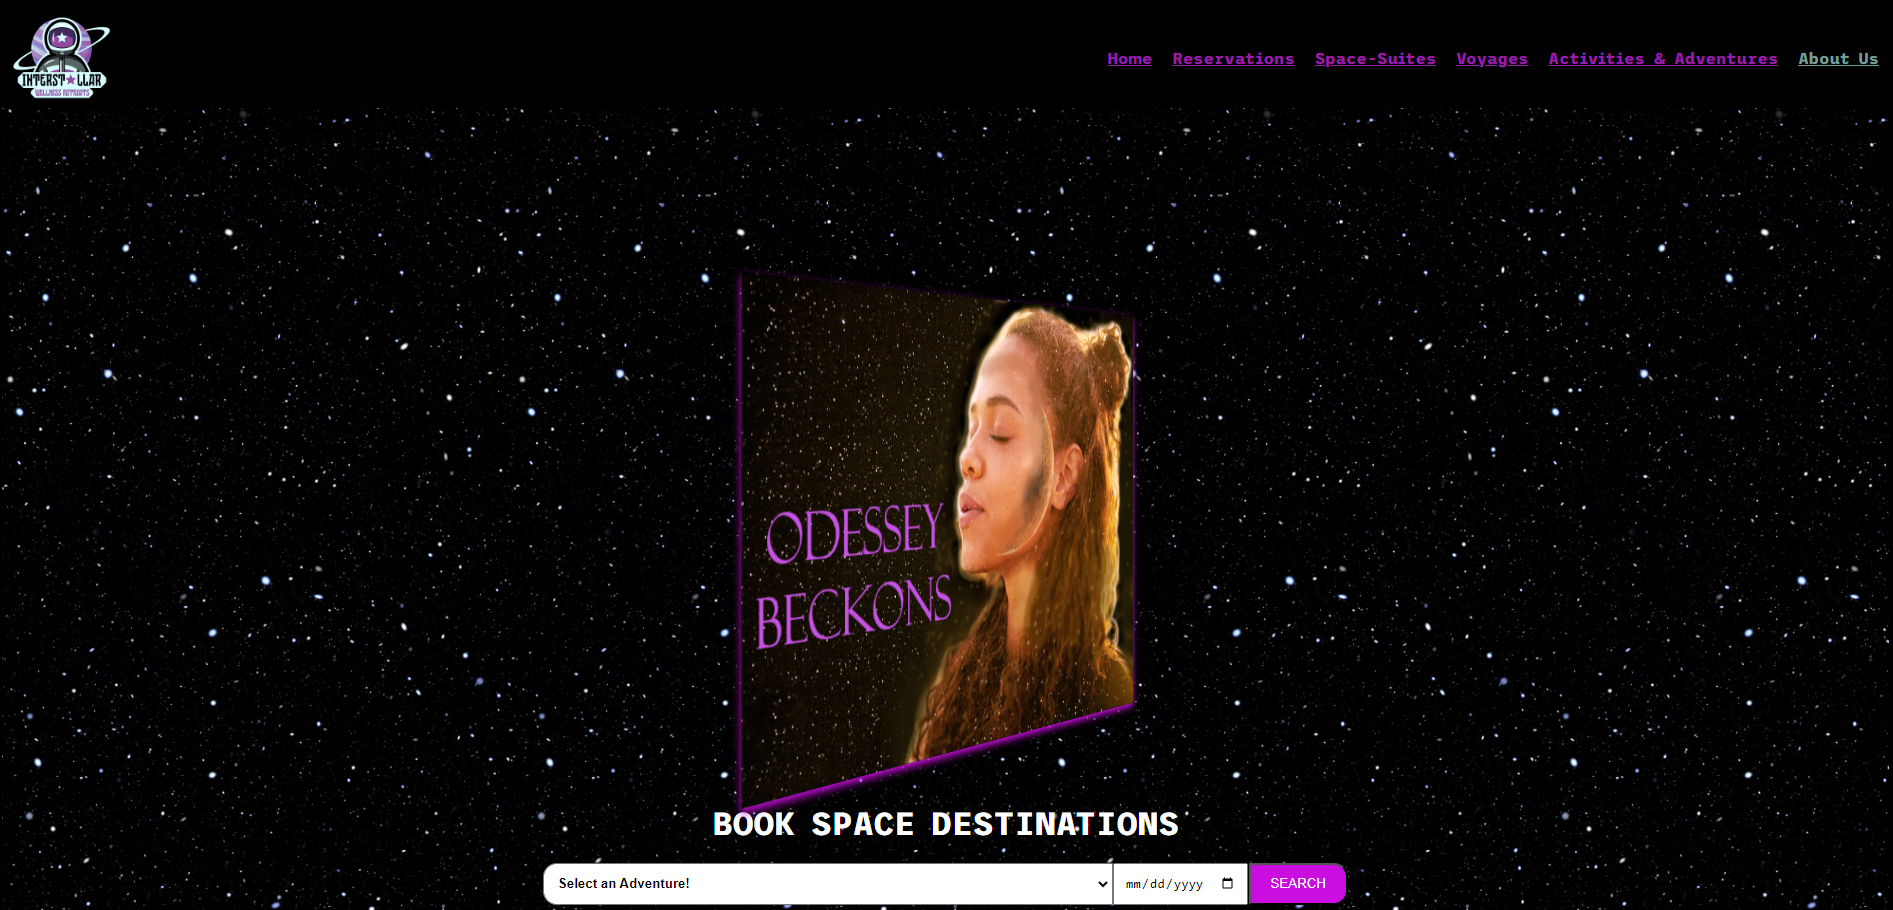 INTERST★LLAR
WELLNESS RETREATS
Home Reservations Space-Suites Voyages Activities & Adventures About Us
ODESSEY
BECKONS
BOOK SPACE DESTINATIONS
Select an Adventure! mm/dd/yyyy SEARCH